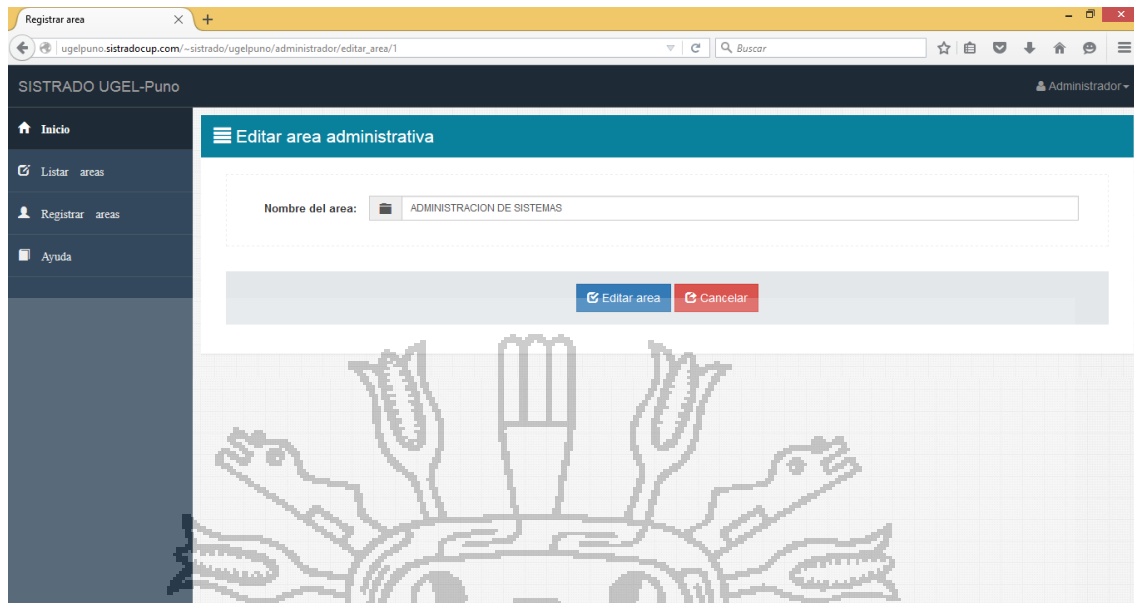 Registrar area
ugelpuno.sistradocup.com/~sistrado/ugelpuno/administrador/editar_area/1
Buscar
SISTRADO UGEL-Puno
Administrador
Inicio
Editar area administrativa
Listar areas
Nombre del area: ADMINISTRACION DE SISTEMAS
Registrar areas
Ayuda
Editar area Cancelar